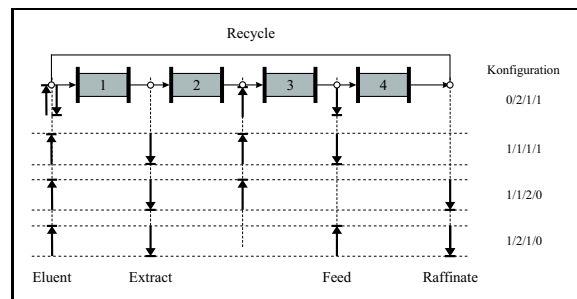 Recycle
Konfiguration
1 2 3 4
0/2/1/1
1/1/1/1
1/1/2/0
1/2/1/0
Eluent Extract Feed Raffinate